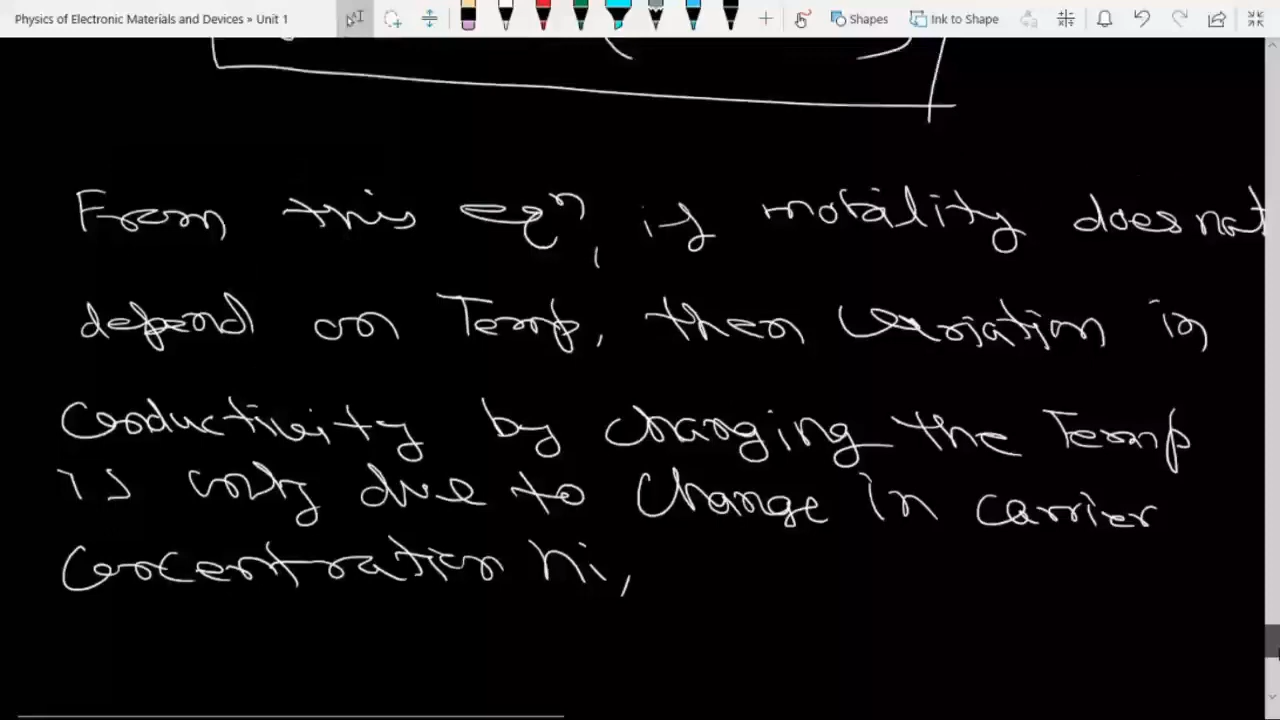 Physics of Electronic Materials and Devices » Unit 1
Shapes
Ink to Shape
From this eqⁿ, if mobility does not
depend on Temp, then variation in
conductivity by changing the Temp
is only due to change in carrier
concentration ni,